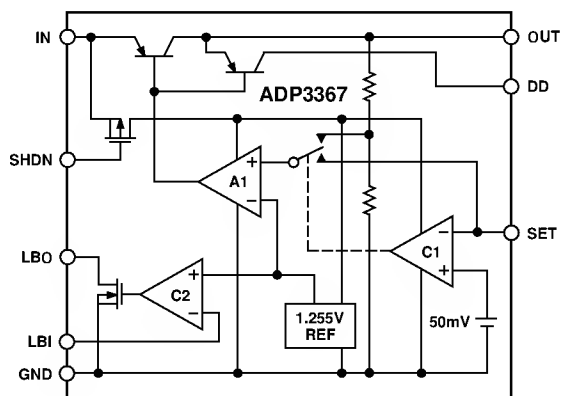 IN
OUT
DD
ADP3367
SHDN
+
A1
−
SET
−
C1
+
LBO
+
C2
−
1.255V
REF
50mV
LBI
GND